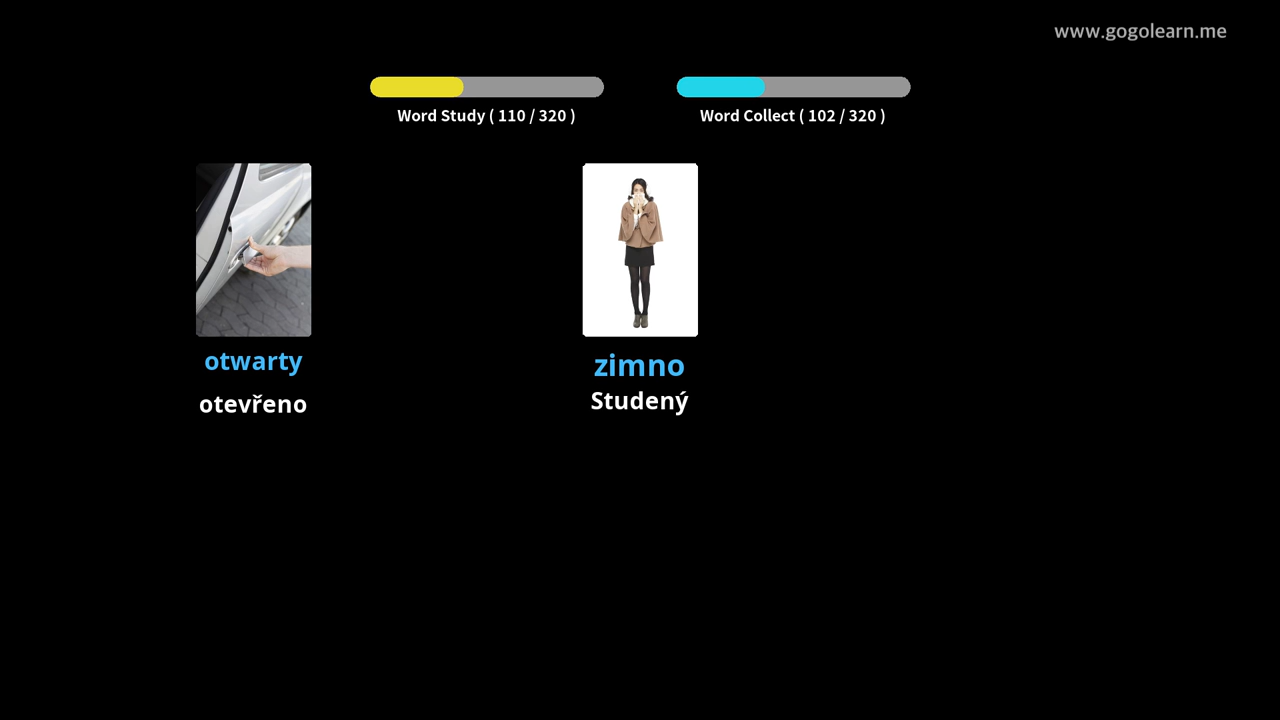 www.gogolearn.me
Word Study ( 110 / 320 )
Word Collect ( 102 / 320 )
otwarty
otevřeno
zimno
Studený